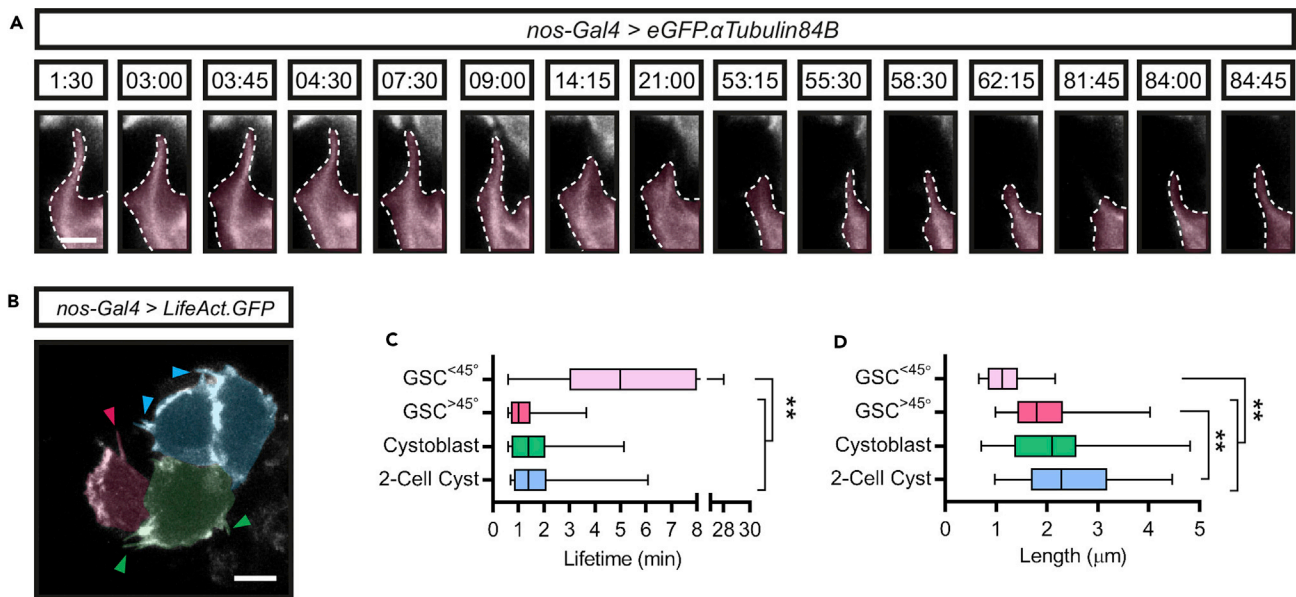 A
nos-Gal4 > eGFP.αTubulin84B
1:30 03:00 03:45 04:30 07:30 09:00 14:15 21:00 53:15 55:30 58:30 62:15 81:45 84:00 84:45
B
nos-Gal4 > LifeAct.GFP
C
GSC<45°
GSC>45°
Cystoblast
2-Cell Cyst
**
0 1 2 3 4 5 6 7 8 28 30
Lifetime (min)
D
GSC<45°
GSC>45°
Cystoblast
2-Cell Cyst
**
**
0 1 2 3 4 5
Length (μm)